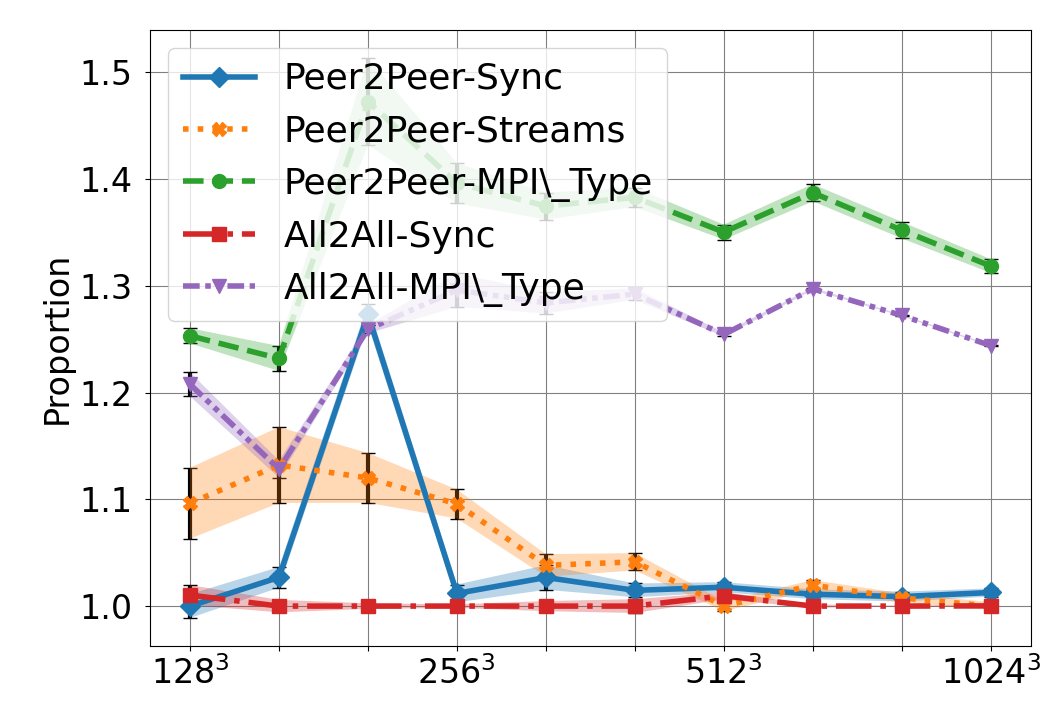 1.5
1.4
1.3
1.2
1.1
1.0
Proportion
Peer2Peer-Sync
Peer2Peer-Streams
Peer2Peer-MPI\_Type
All2All-Sync
All2All-MPI\_Type
128³ 256³ 512³ 1024³